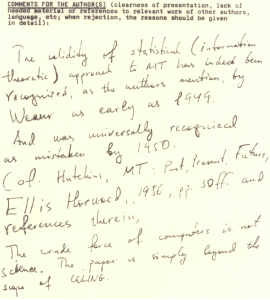 COMMENTS FOR THE AUTHOR(S) (clearness of presentation, lack of
needed material or references to relevant work of other authors,
language, etc; when rejection, the reasons should be given
in detail):
The validity of statistical (information
theoretic) approach to MT has indeed been
recognized, as the authors mention, by
Weaver as early as 1949.
And was universally recognized
as mistaken by 1950.
(cf. Hutchins, MT: Past, Present, Future,
Ellis Horwood, 1986, pp. 30ff. and
references therein)
The crude force of computers is not
science. The paper is simply beyond the
scope of COLING.